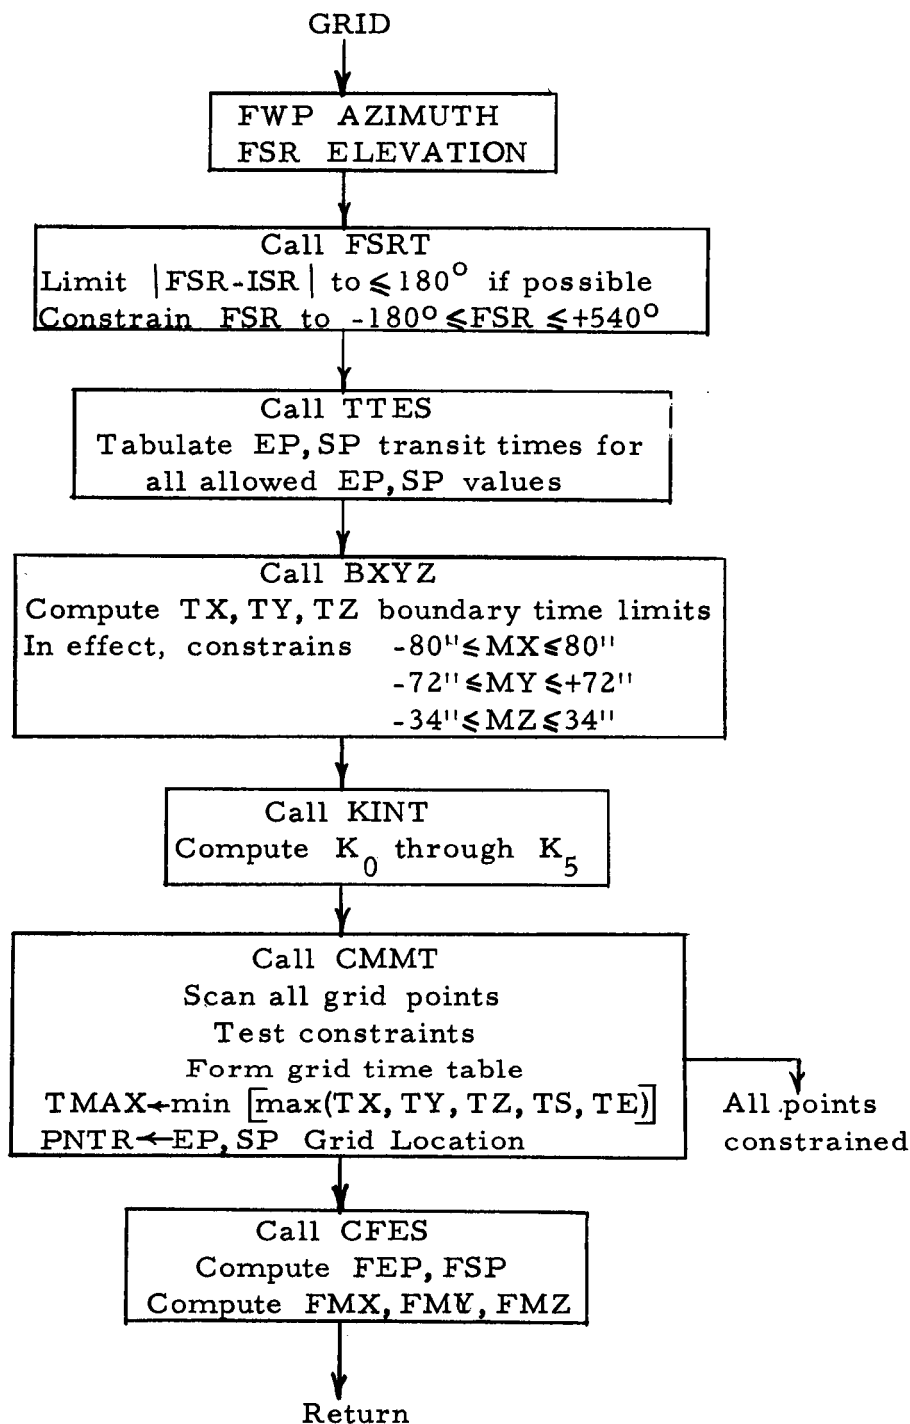 GRID
FWP AZIMUTH
FSR ELEVATION
Call FSRT
Limit |FSR-ISR| to ≤180° if possible
Constrain FSR to -180°≤FSR≤+540°
Call TTES
Tabulate EP, SP transit times for
all allowed EP, SP values
Call BXYZ
Compute TX, TY, TZ boundary time limits
In effect, constrains -80"≤MX≤80"
-72"≤MY≤+72"
-34"≤MZ≤34"
Call KINT
Compute K0 through K5
Call CMMT
Scan all grid points
Test constraints
Form grid time table
TMAX←min [max(TX, TY, TZ, TS, TE)]
PNTR←EP, SP Grid Location
All points
constrained
Call CFES
Compute FEP, FSP
Compute FMX, FMY, FMZ
Return